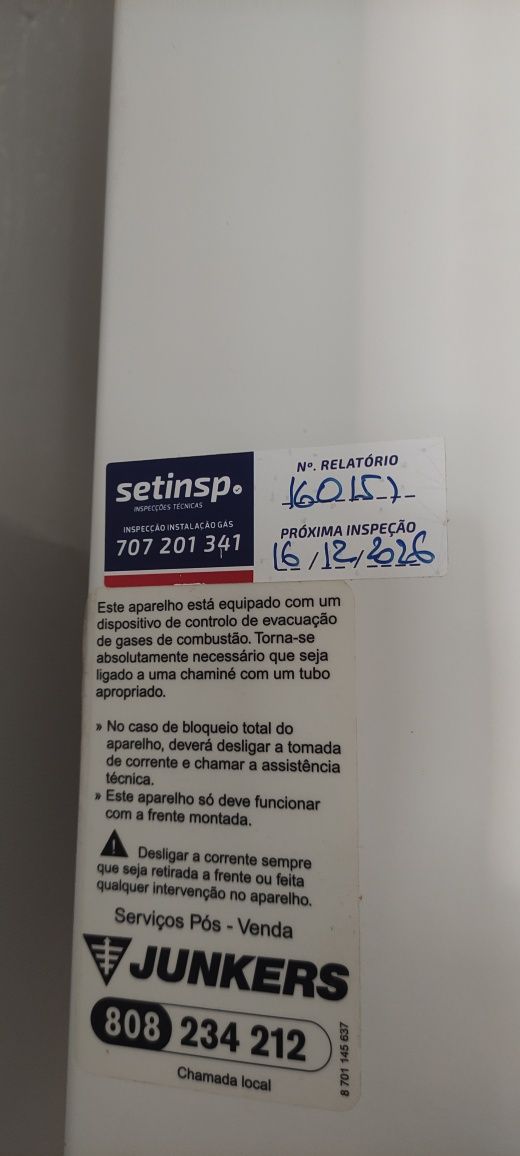 setinsp.
INSPECÇÕES TÉCNICAS
INSPECÇÃO INSTALAÇÃO GÁS
707 201 341
Nº. RELATÓRIO
160151
PRÓXIMA INSPEÇÃO
16/12/2026
Este aparelho está equipado com um
dispositivo de controlo de evacuação
de gases de combustão. Torna-se
absolutamente necessário que seja
ligado a uma chaminé com um tubo
apropriado.
» No caso de bloqueio total do
aparelho, deverá desligar a tomada
de corrente e chamar a assistência
técnica.
» Este aparelho só deve funcionar
com a frente montada.
Desligar a corrente sempre
que seja retirada a frente ou feita
qualquer intervenção no aparelho.
Serviços Pós - Venda
JUNKERS
808 234 212
Chamada local
8 701 145 637